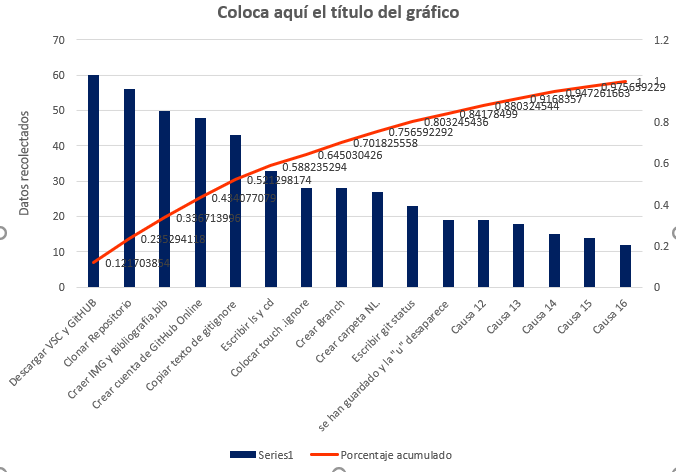 Coloca aquí el título del gráfico
Datos recolectados
70
60
50
40
30
20
10
0
1.2
1
0.8
0.6
0.4
0.2
0
0.121703854
0.235294118
0.336713996
0.434077079
0.521298174
0.588235294
0.645030426
0.701825558
0.756592292
0.803245436
0.84178499
0.880324544
0.9168357
0.947261663
0.975659229
1
Descargar VSC y GitHUB
Clonar Repositorio
Craer IMG y Bibliografia,bib
Crear cuenta de GitHub Online
Copiar texto de gitignore
Escribir ls y cd
Colocar touch .ignore
Crear Branch
Crear carpeta NL.
Escribir git status
se han guardado y la "u" desaparece
Causa 12
Causa 13
Causa 14
Causa 15
Causa 16
Series1
Porcentaje acumulado